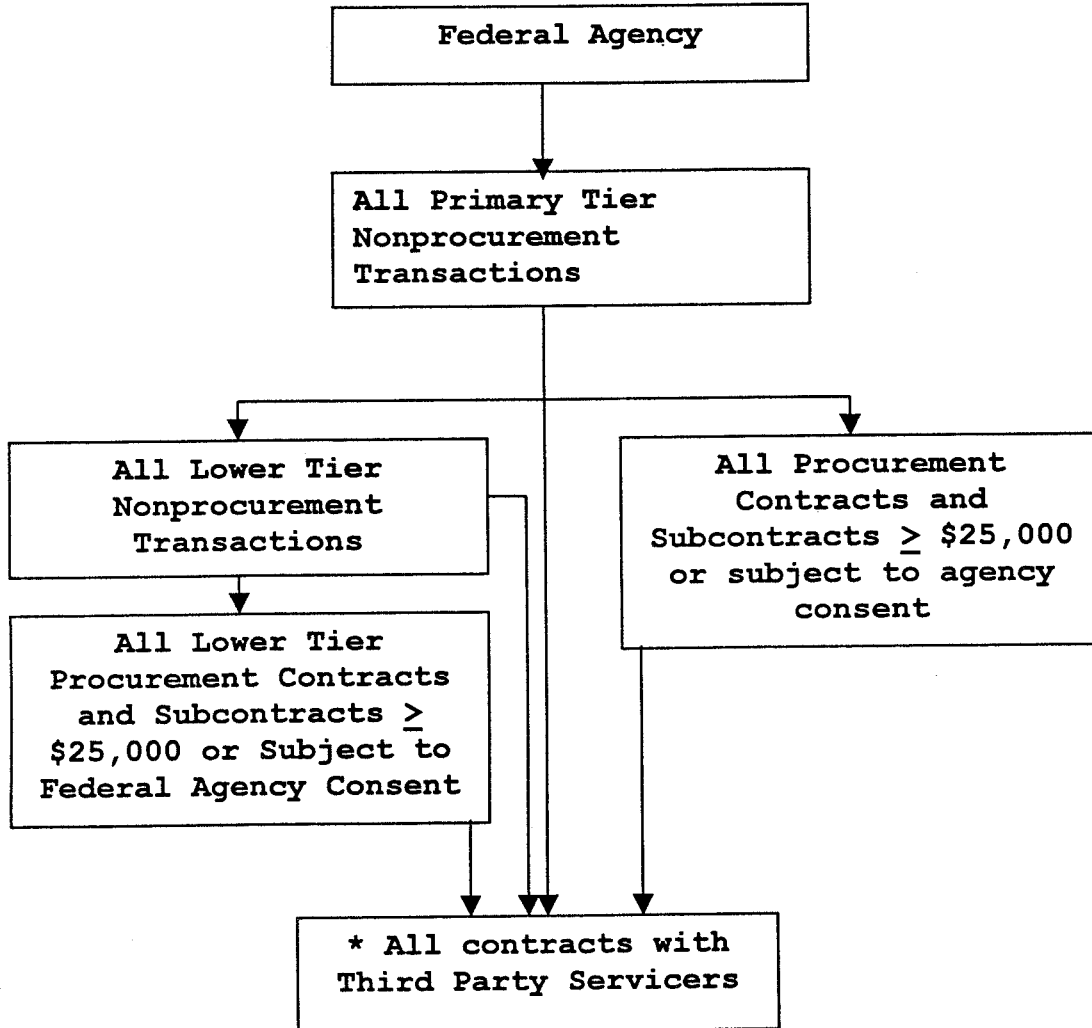 Federal Agency
All Primary Tier
Nonprocurement
Transactions
All Lower Tier
Nonprocurement
Transactions
All Procurement
Contracts and
Subcontracts ≥ $25,000
or subject to agency
consent
All Lower Tier
Procurement Contracts
and Subcontracts ≥
$25,000 or Subject to
Federal Agency Consent
* All contracts with
Third Party Servicers